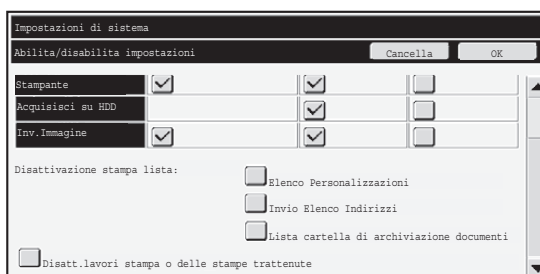 Impostazioni di sistema
Abilita/disabilita impostazioni Cancella OK
Stampante
Acquisisci su HDD
Inv.Immagine
Disattivazione stampa lista:
Elenco Personalizzazioni
Invio Elenco Indirizzi
Lista cartella di archiviazione documenti
Disatt.lavori stampa o delle stampe trattenute